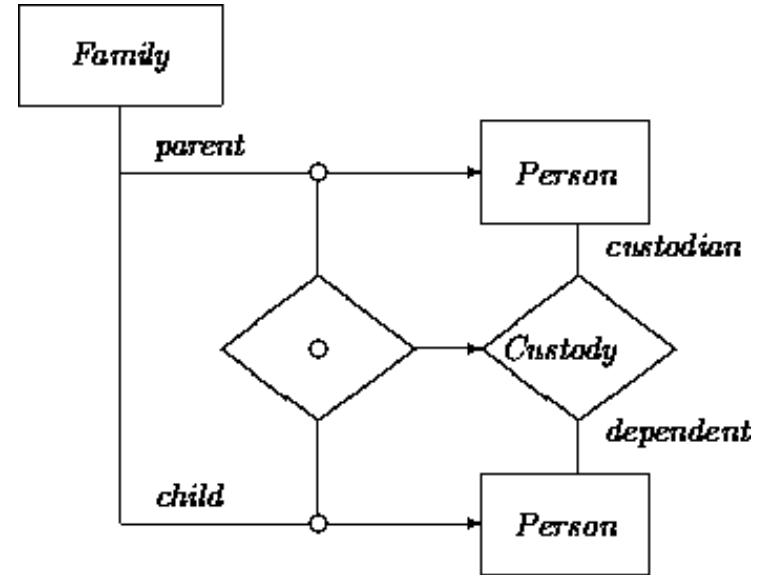 Family
parent
Person
custodian
Custody
dependent
child
Person